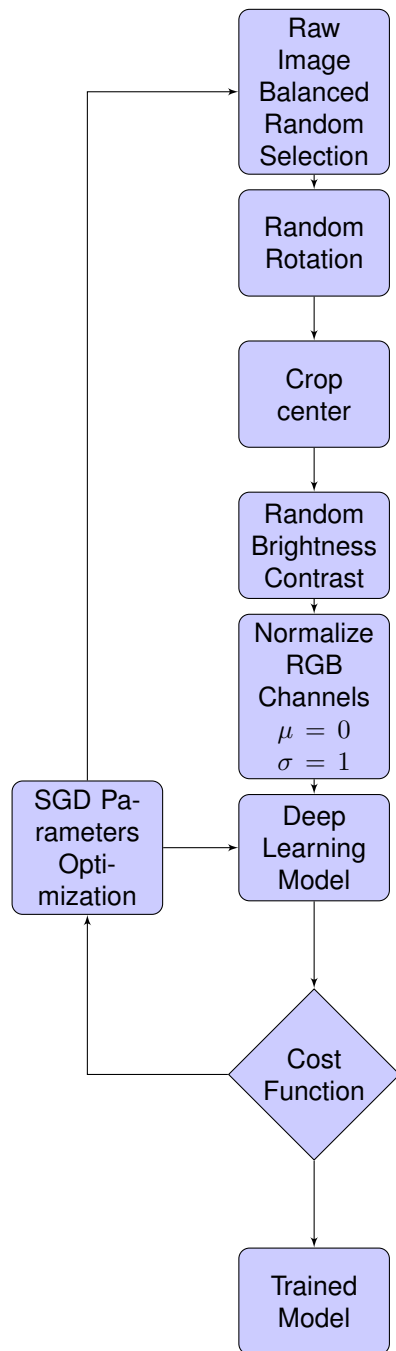 Raw
Image
Balanced
Random
Selection
Random
Rotation
Crop
center
Random
Brightness
Contrast
Normalize
RGB
Channels
μ = 0
σ = 1
SGD Pa-
rameters
Opti-
mization
Deep
Learning
Model
Cost
Function
Trained
Model